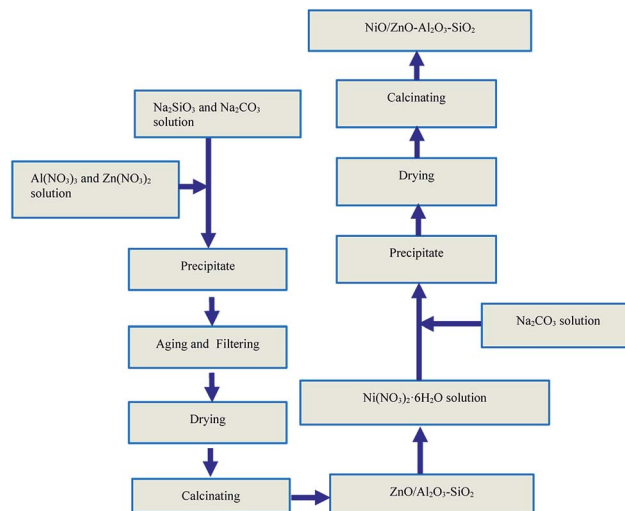 Na₂SiO₃ and Na₂CO₃
solution
Al(NO₃)₃ and Zn(NO₃)₂
solution
Precipitate
Aging and Filtering
Drying
Calcinating
ZnO/Al₂O₃-SiO₂
Ni(NO₃)₂·6H₂O solution
Na₂CO₃ solution
Precipitate
Drying
Calcinating
NiO/ZnO-Al₂O₃-SiO₂